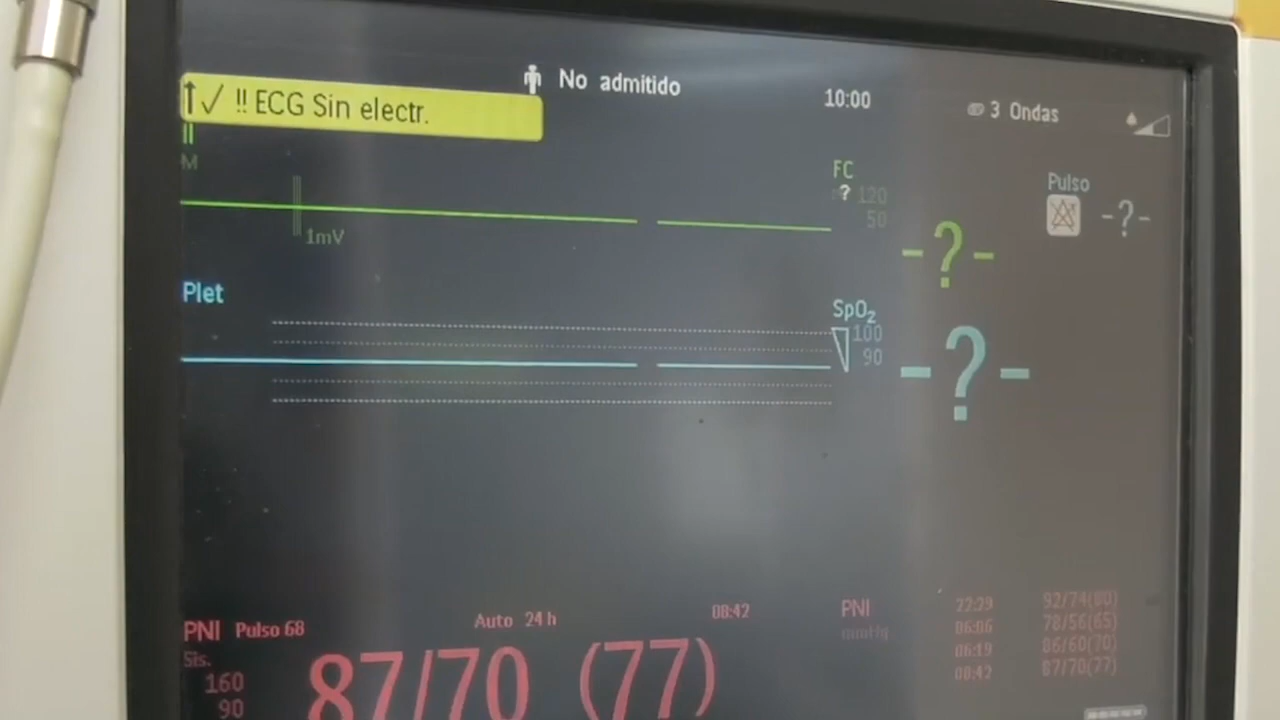 No admitido
!! ECG Sin electr.
10:00
3 Ondas
II
M
FC
? 120
50
-?-
Pulso
-?-
1mV
Plet
SpO₂
100
90
-?-
PNI Pulso 68
Auto 24 h
08:42
Sis.
160
90
87/70 (77)
PNI
mmHg
22:29 92/74(80)
06:06 78/56(65)
06:19 86/60(70)
08:42 87/70(77)